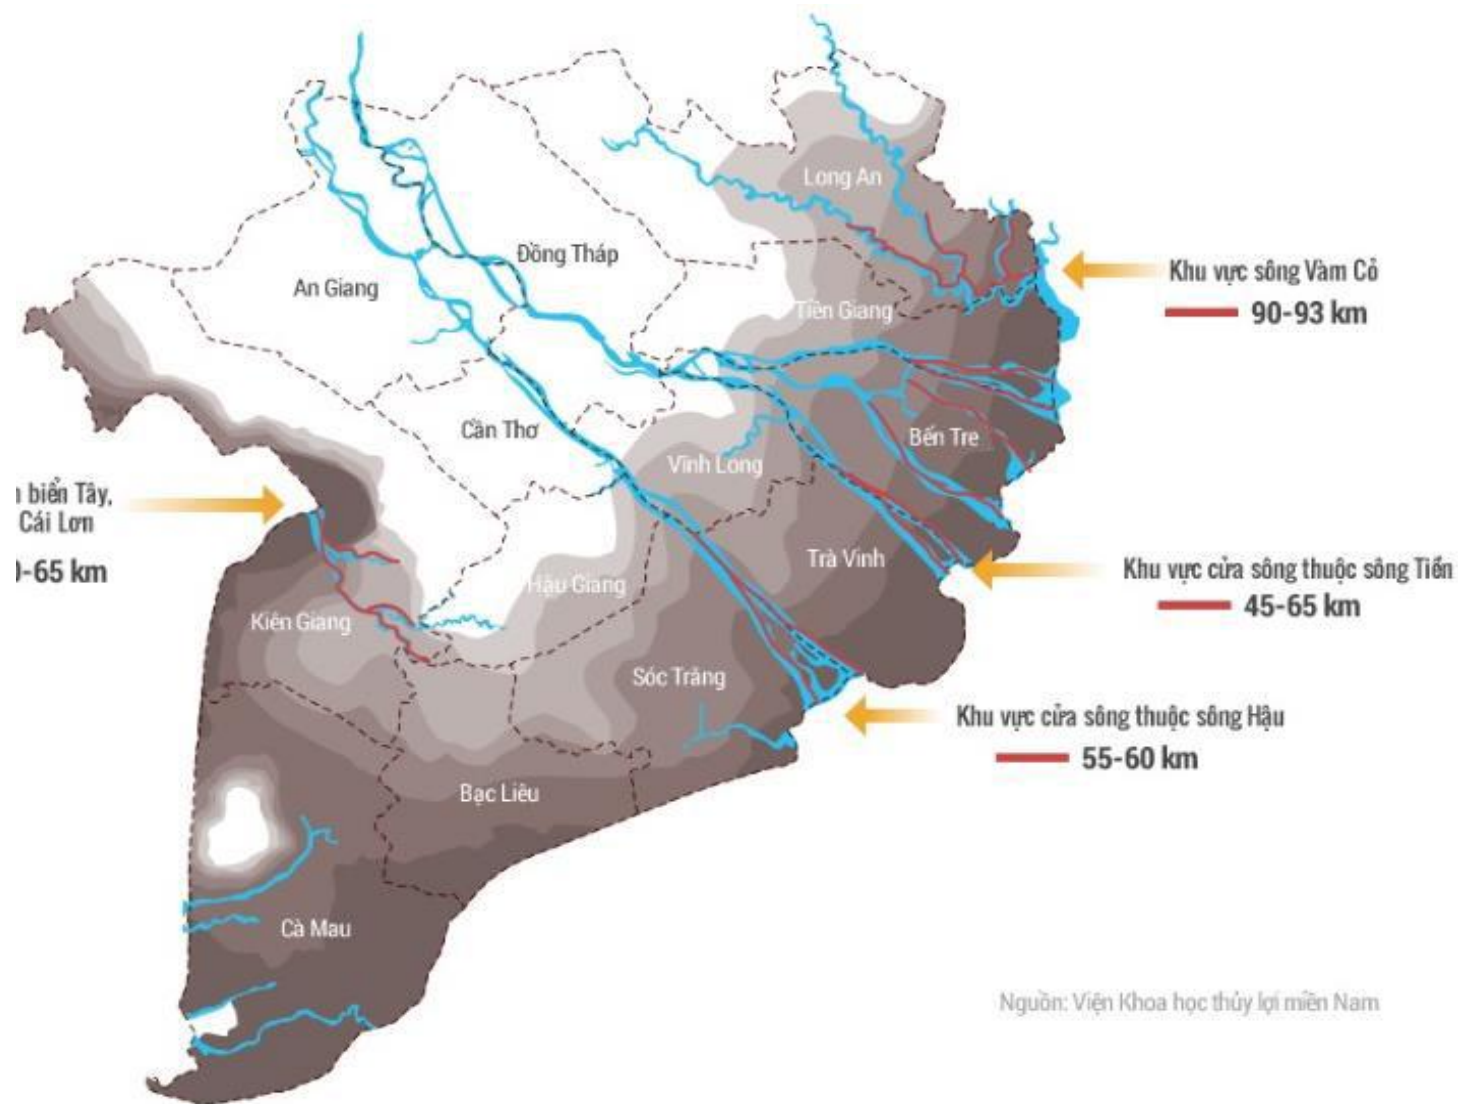 Long An
Đồng Tháp
An Giang
Khu vực sông Vàm Cỏ
90-93 km
Tiền Giang
Cần Thơ
Bến Tre
Vĩnh Long
biển Tây,
Cái Lơn
-65 km
Trà Vinh
Khu vực cửa sông thuộc sông Tiền
45-65 km
Hậu Giang
Kiên Giang
Sóc Trăng
Khu vực cửa sông thuộc sông Hậu
55-60 km
Bạc Liêu
Cà Mau
Nguồn: Viện Khoa học thủy lợi miền Nam